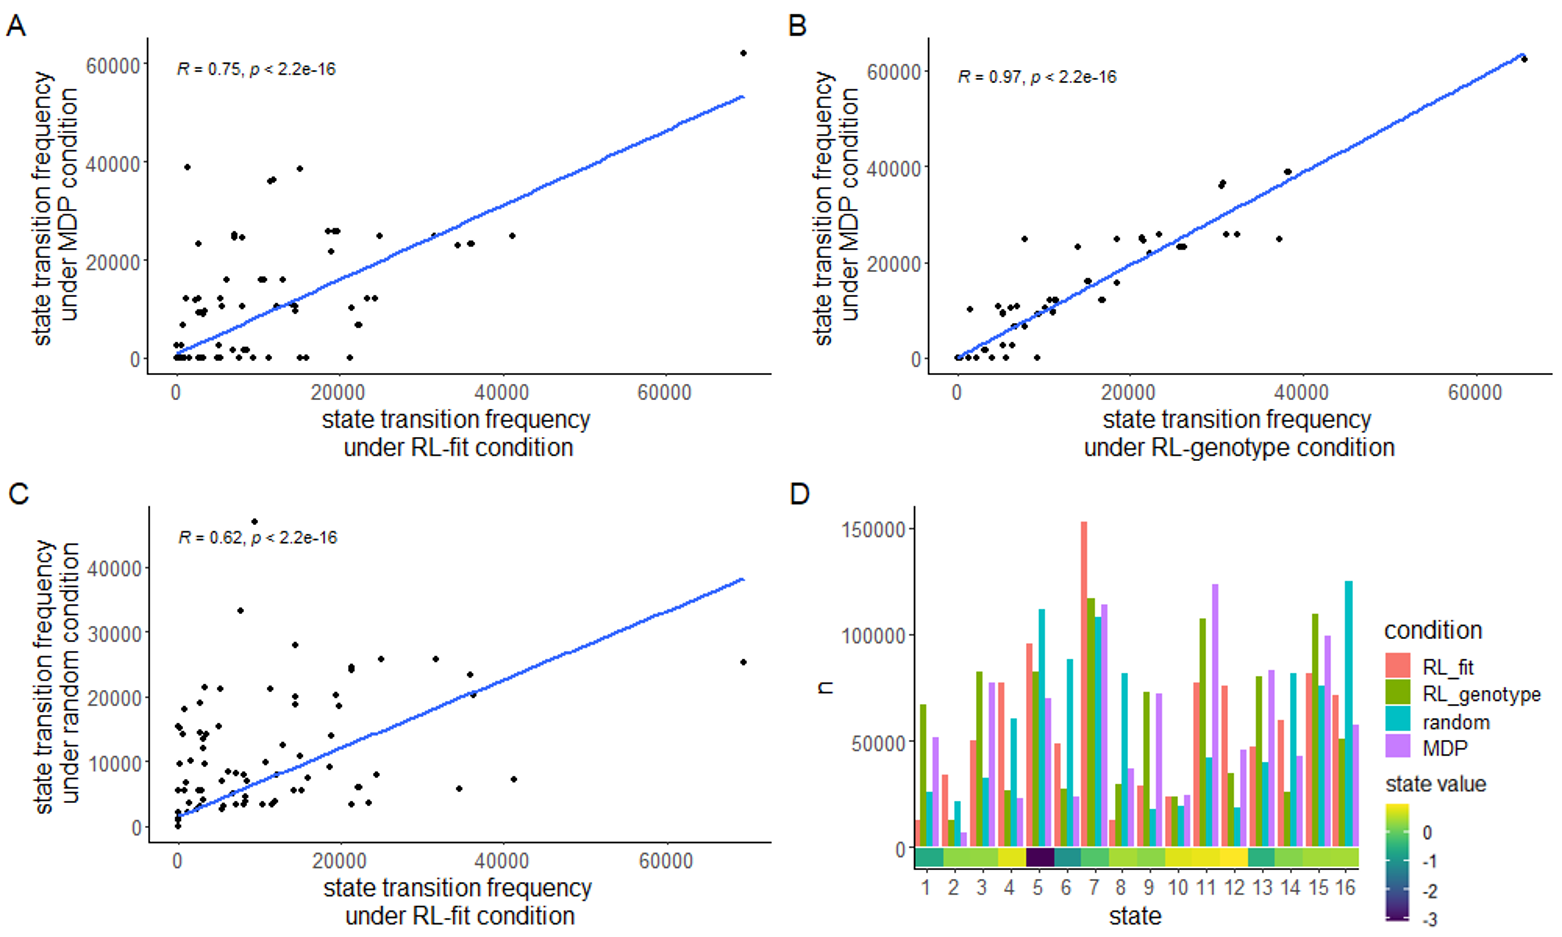 A
R = 0.75, p < 2.2e-16
state transition frequency
under MDP condition
60000
40000
20000
0
0 20000 40000 60000
state transition frequency
under RL-fit condition
B
R = 0.97, p < 2.2e-16
state transition frequency
under MDP condition
60000
40000
20000
0
0 20000 40000 60000
state transition frequency
under RL-genotype condition
C
R = 0.62, p < 2.2e-16
state transition frequency
under random condition
40000
30000
20000
10000
0
0 20000 40000 60000
state transition frequency
under RL-fit condition
D
n
150000
100000
50000
0
1 2 3 4 5 6 7 8 9 10 11 12 13 14 15 16
state
condition
RL_fit
RL_genotype
random
MDP
state value
0
-1
-2
-3